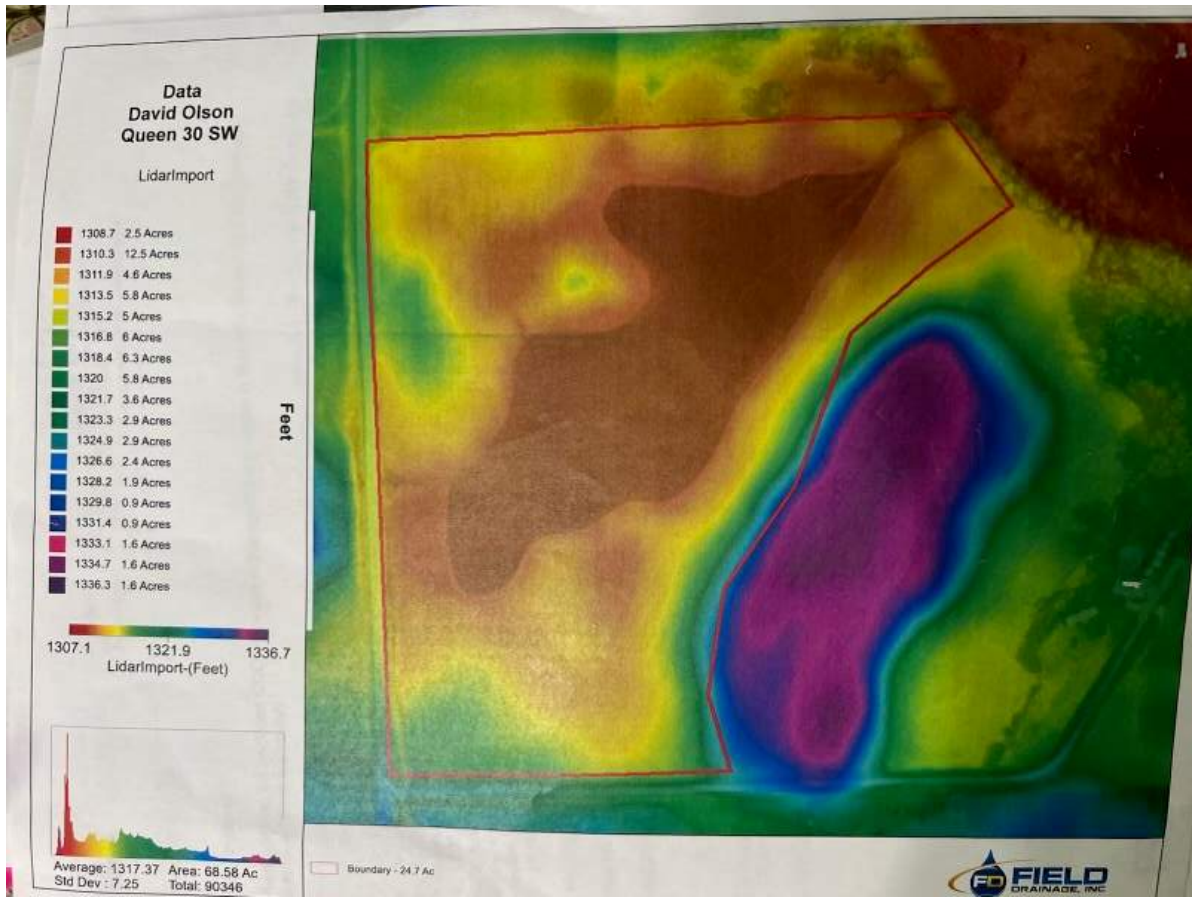 Data
David Olson
Queen 30 SW
LidarImport
1308.7 2.5 Acres
1310.3 12.5 Acres
1311.9 4.6 Acres
1313.5 5.8 Acres
1315.2 5 Acres
1316.8 6 Acres
1318.4 6.3 Acres
1320 5.8 Acres
1321.7 3.6 Acres
1323.3 2.9 Acres
1324.9 2.9 Acres
1326.6 2.4 Acres
1328.2 1.9 Acres
1329.8 0.9 Acres
1331.4 0.9 Acres
1333.1 1.6 Acres
1334.7 1.6 Acres
1336.3 1.6 Acres
Feet
1307.1 1321.9 1336.7
LidarImport-(Feet)
Average: 1317.37 Area: 68.58 Ac
Std Dev : 7.25 Total: 90346
Boundary - 24.7 Ac
FD FIELD
DRAINAGE, INC